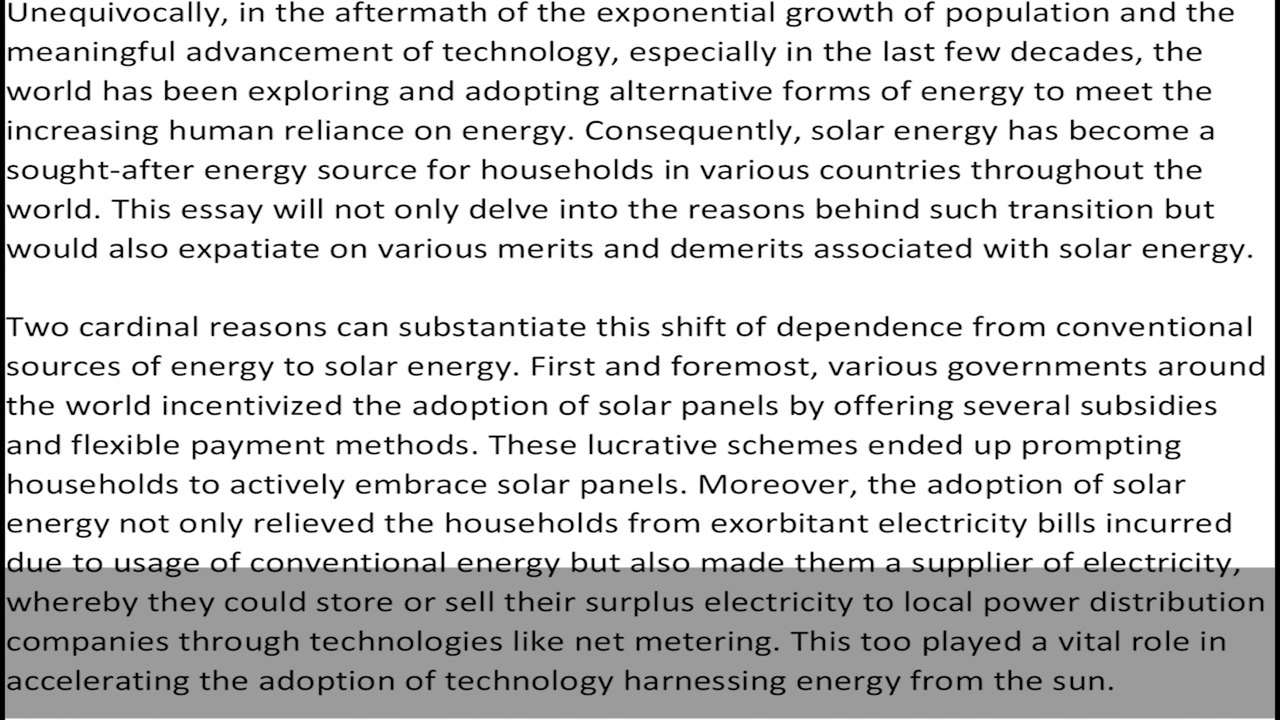 Unequivocally, in the aftermath of the exponential growth of population and the
meaningful advancement of technology, especially in the last few decades, the
world has been exploring and adopting alternative forms of energy to meet the
increasing human reliance on energy. Consequently, solar energy has become a
sought-after energy source for households in various countries throughout the
world. This essay will not only delve into the reasons behind such transition but
would also expatiate on various merits and demerits associated with solar energy.
Two cardinal reasons can substantiate this shift of dependence from conventional
sources of energy to solar energy. First and foremost, various governments around
the world incentivized the adoption of solar panels by offering several subsidies
and flexible payment methods. These lucrative schemes ended up prompting
households to actively embrace solar panels. Moreover, the adoption of solar
energy not only relieved the households from exorbitant electricity bills incurred
due to usage of conventional energy but also made them a supplier of electricity,
whereby they could store or sell their surplus electricity to local power distribution
companies through technologies like net metering. This too played a vital role in
accelerating the adoption of technology harnessing energy from the sun.